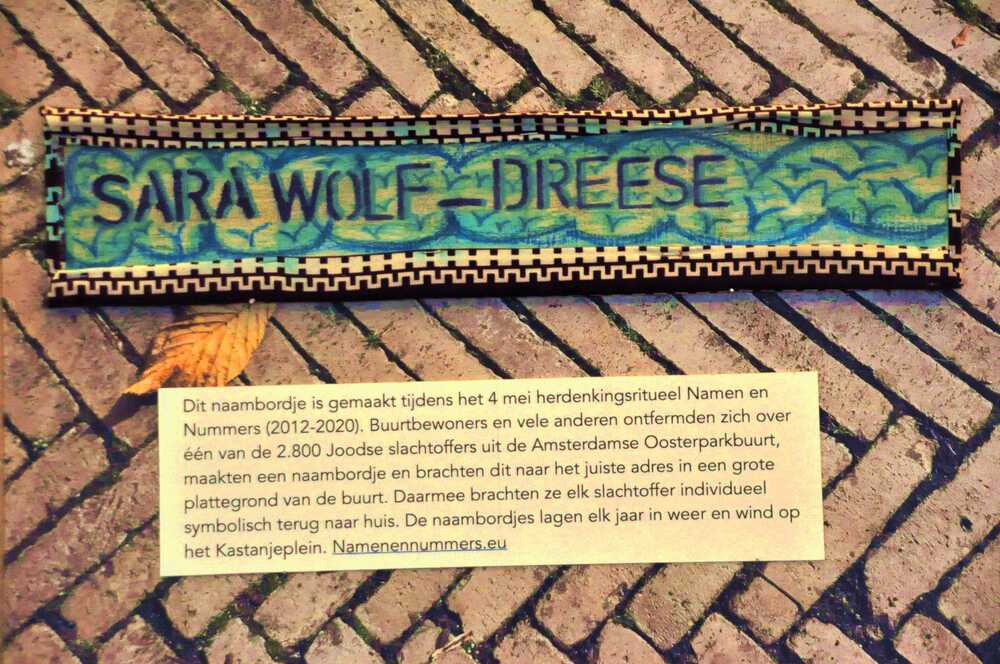 SARA WOLF-DREESE
Dit naambordje is gemaakt tijdens het 4 mei herdenkingsritueel Namen en
Nummers (2012-2020). Buurtbewoners en vele anderen ontfermden zich over
één van de 2.800 Joodse slachtoffers uit de Amsterdamse Oosterparkbuurt,
maakten een naambordje en brachten dit naar het juiste adres in een grote
plattegrond van de buurt. Daarmee brachten ze elk slachtoffer individueel
symbolisch terug naar huis. De naambordjes lagen elk jaar in weer en wind op
het Kastanjeplein. Namenennummers.eu